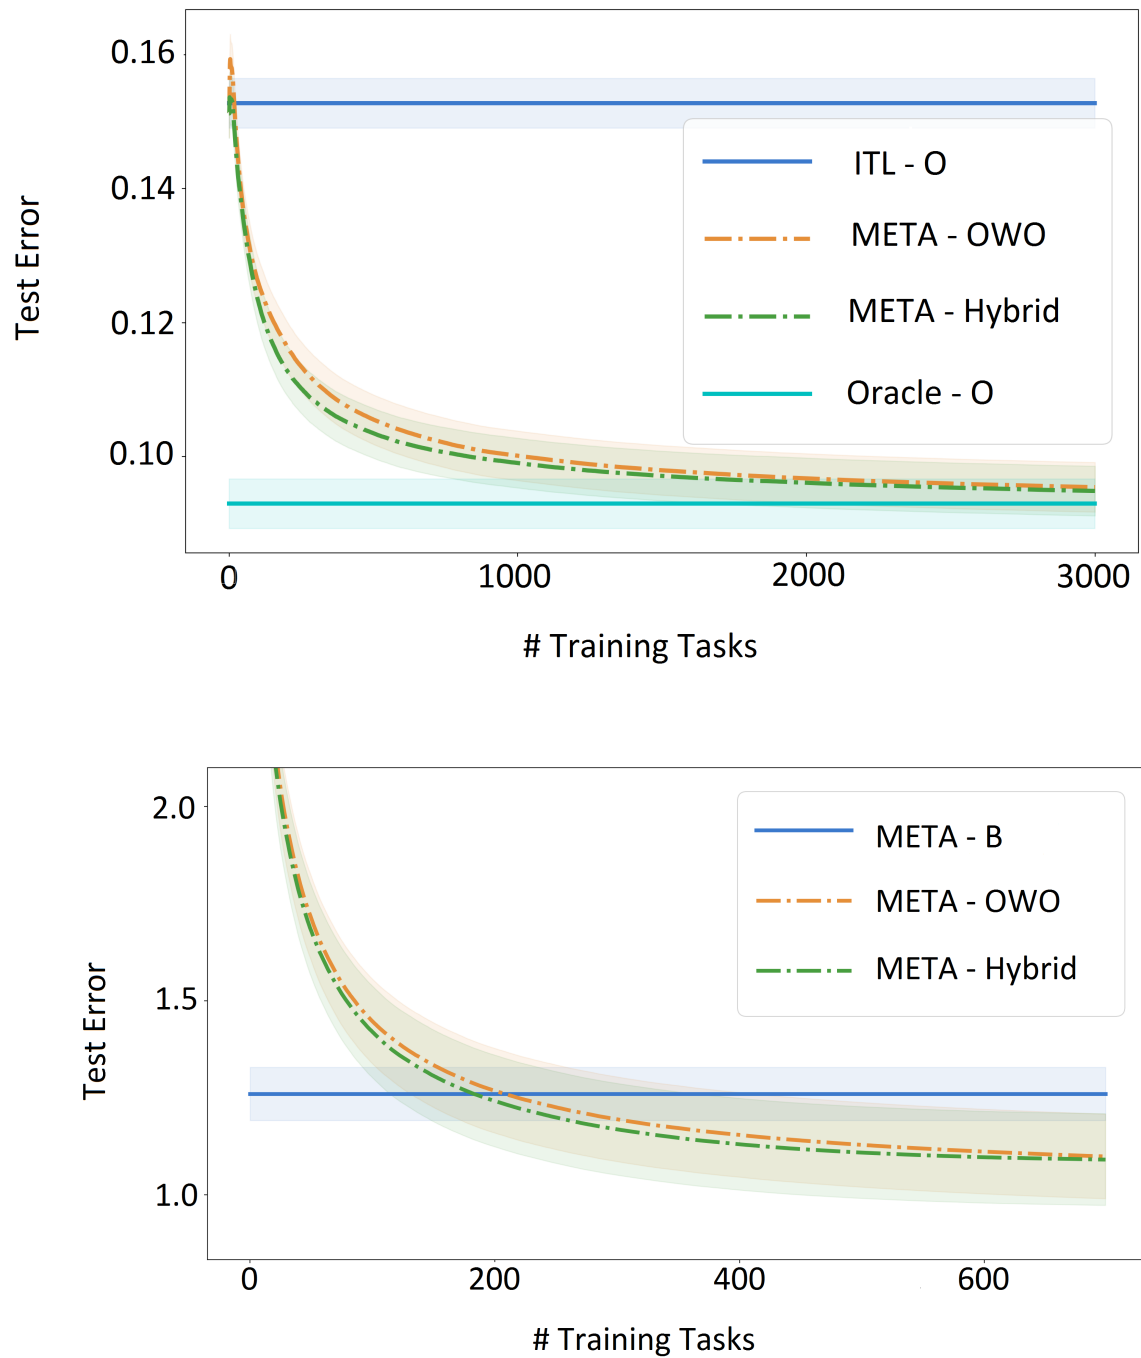 0.16
0.14
0.12
0.10
Test Error
ITL - O
META - OWO
META - Hybrid
Oracle - O
0 1000 2000 3000
# Training Tasks
2.0
1.5
1.0
Test Error
META - B
META - OWO
META - Hybrid
0 200 400 600
# Training Tasks